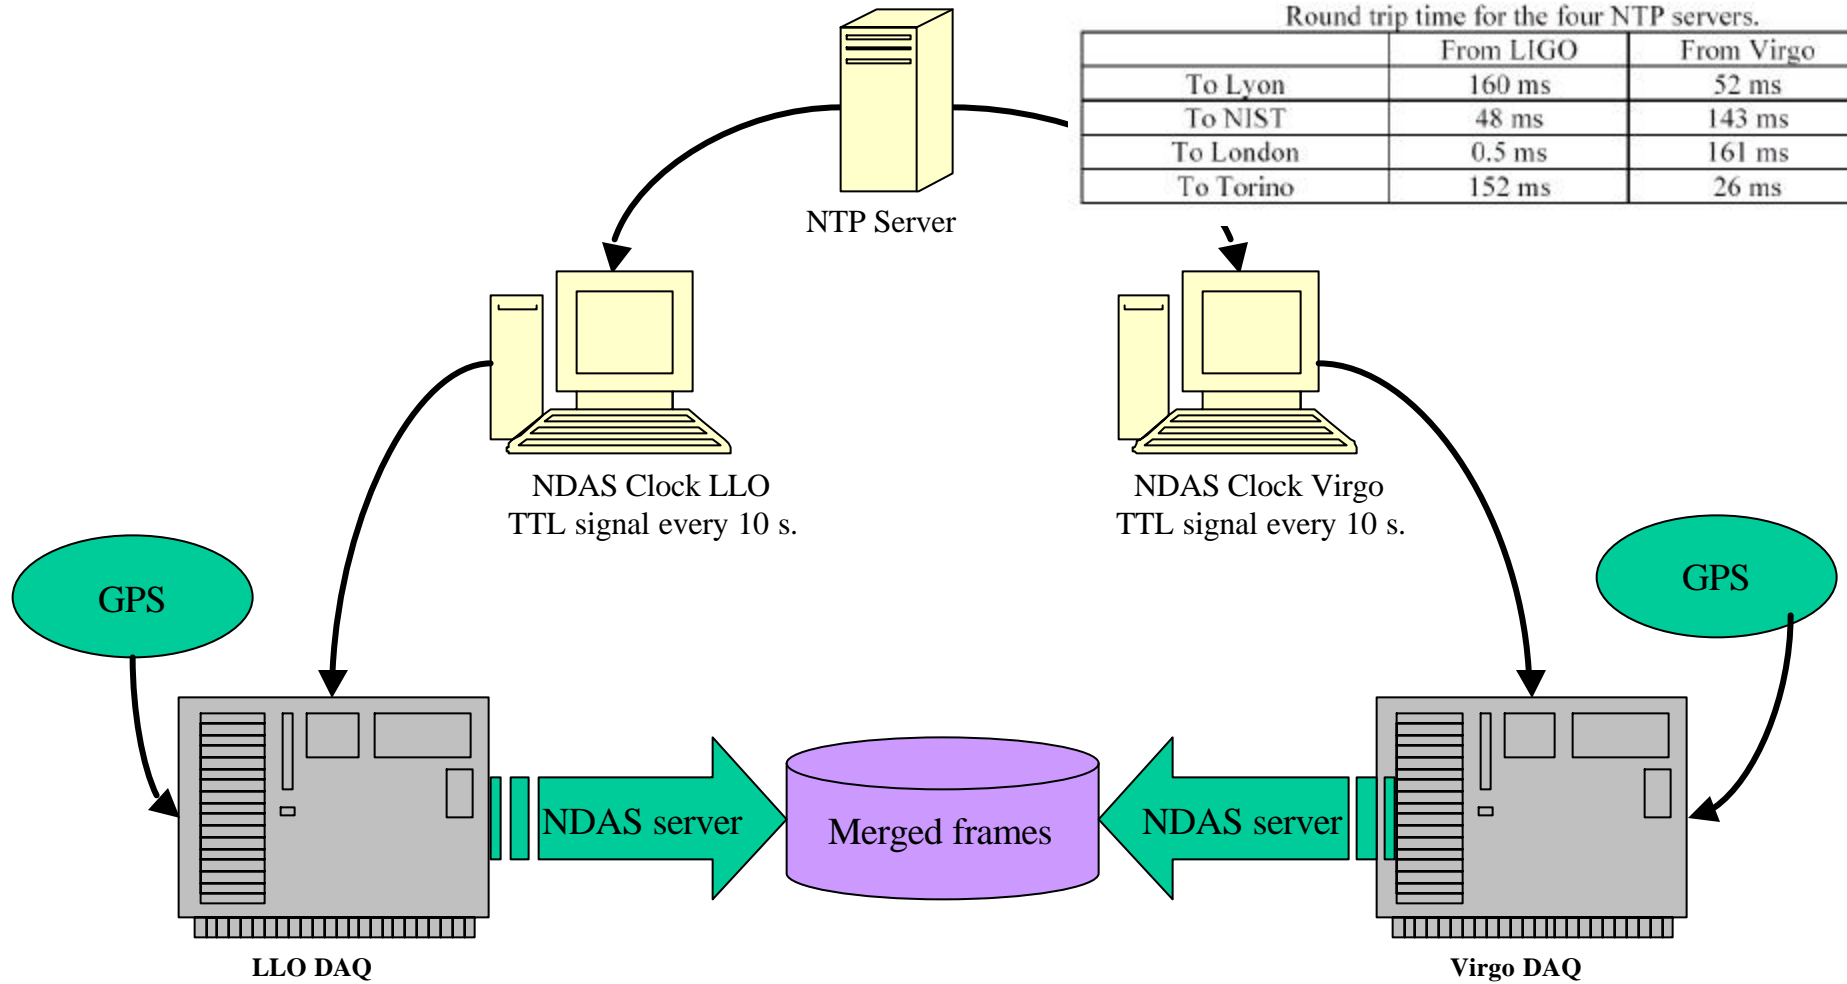 Round trip time for the four NTP servers.
From LIGO From Virgo
To Lyon 160 ms 52 ms
To NIST 48 ms 143 ms
To London 0.5 ms 161 ms
To Torino 152 ms 26 ms
NTP Server
NDAS Clock LLO
TTL signal every 10 s.
NDAS Clock Virgo
TTL signal every 10 s.
GPS
GPS
NDAS server
Merged frames
NDAS server
LLO DAQ
Virgo DAQ